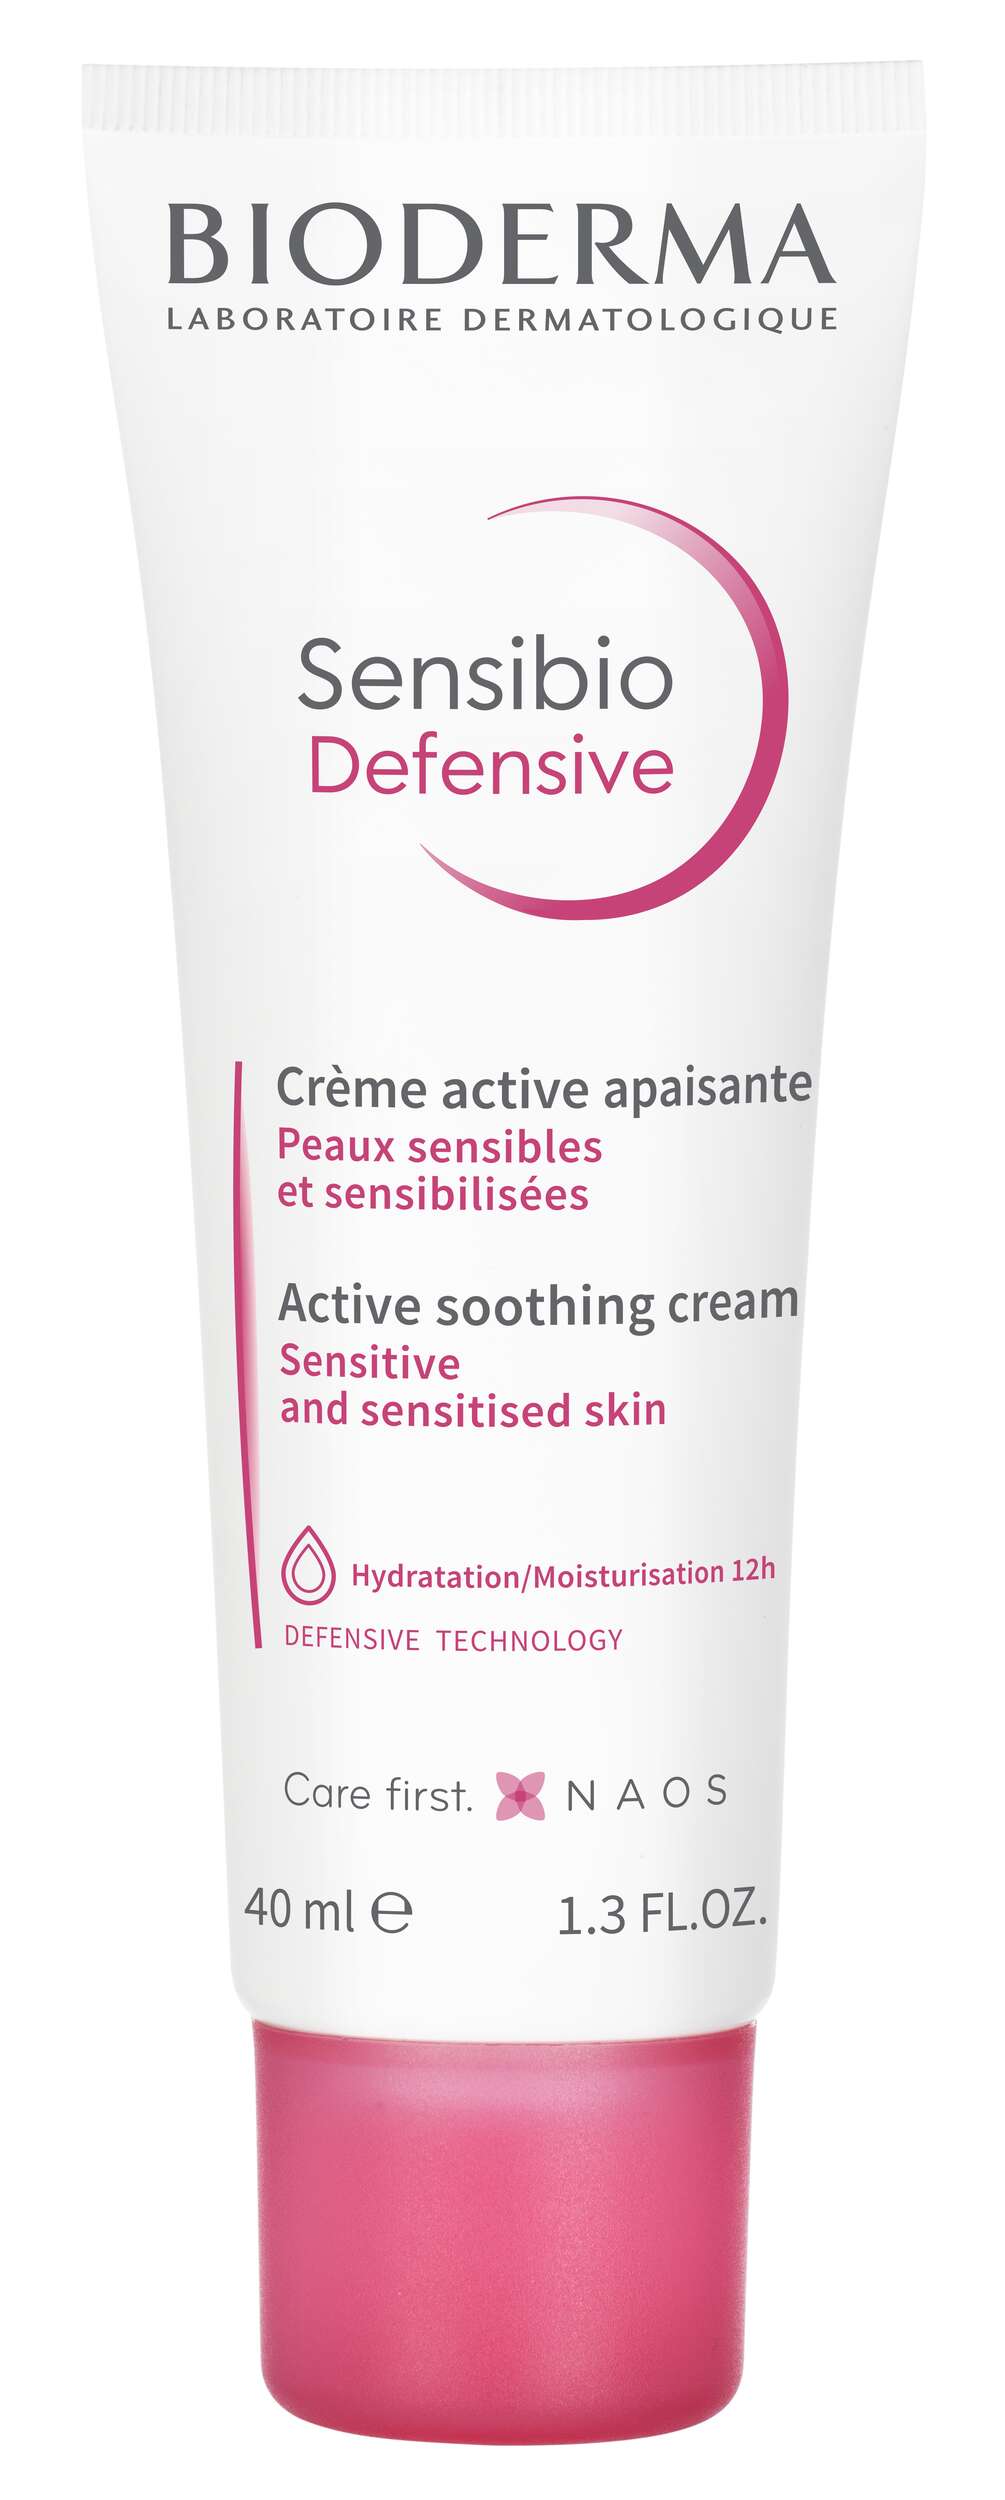 BIODERMA
LABORATOIRE DERMATOLOGIQUE
Sensibio
Defensive
Crème active apaisante
Peaux sensibles
et sensibilisées
Active soothing cream
Sensitive
and sensitised skin
Hydratation/Moisturisation 12h
DEFENSIVE TECHNOLOGY
Care first. NAOS
40 ml ℮ 1.3 FL.OZ.